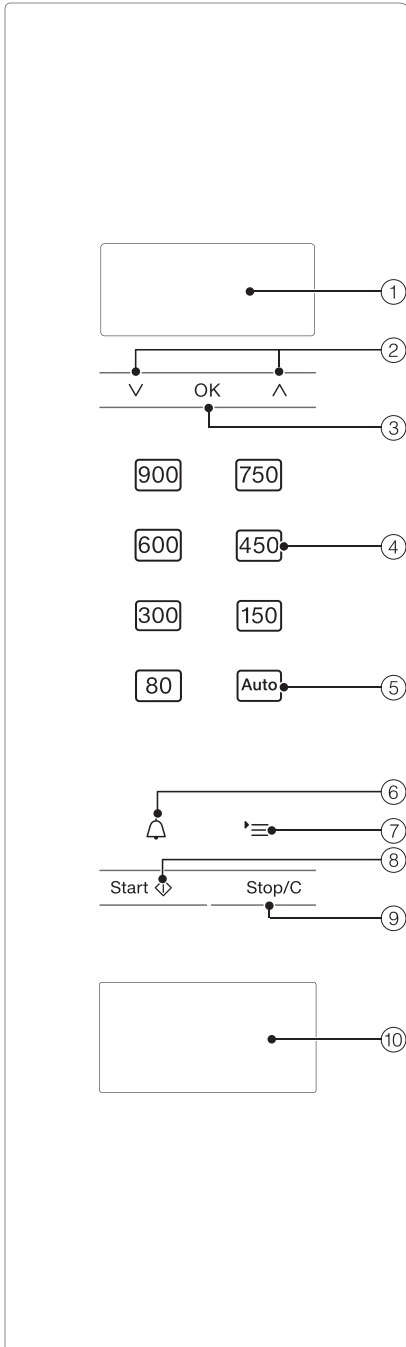 ①
②
∨ OK ∧
③
900 750
600 450 ④
300 150
80 Auto ⑤
⑥
⑦
⑧
Start Stop/C
⑨
⑩